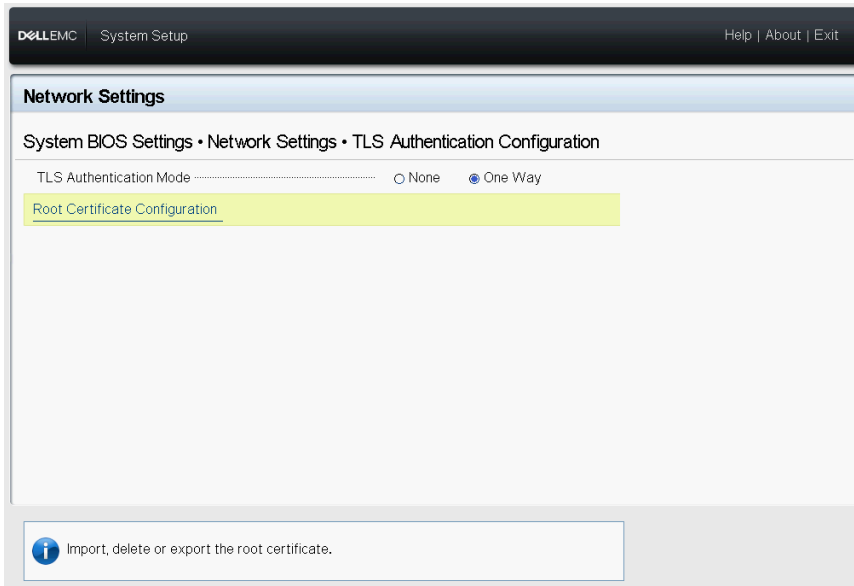 DELLEMC System Setup Help | About | Exit
Network Settings
System BIOS Settings • Network Settings • TLS Authentication Configuration
TLS Authentication Mode None One Way
Root Certificate Configuration
Import, delete or export the root certificate.